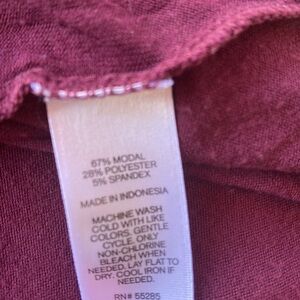 67% MODAL
28% POLYESTER
5% SPANDEX
MADE IN INDONESIA
MACHINE WASH
COLD WITH LIKE
COLORS, GENTLE
CYCLE. ONLY
NON-CHLORINE
BLEACH WHEN
NEEDED. LAY FLAT TO
DRY. COOL IRON IF
NEEDED.
RN# 55285